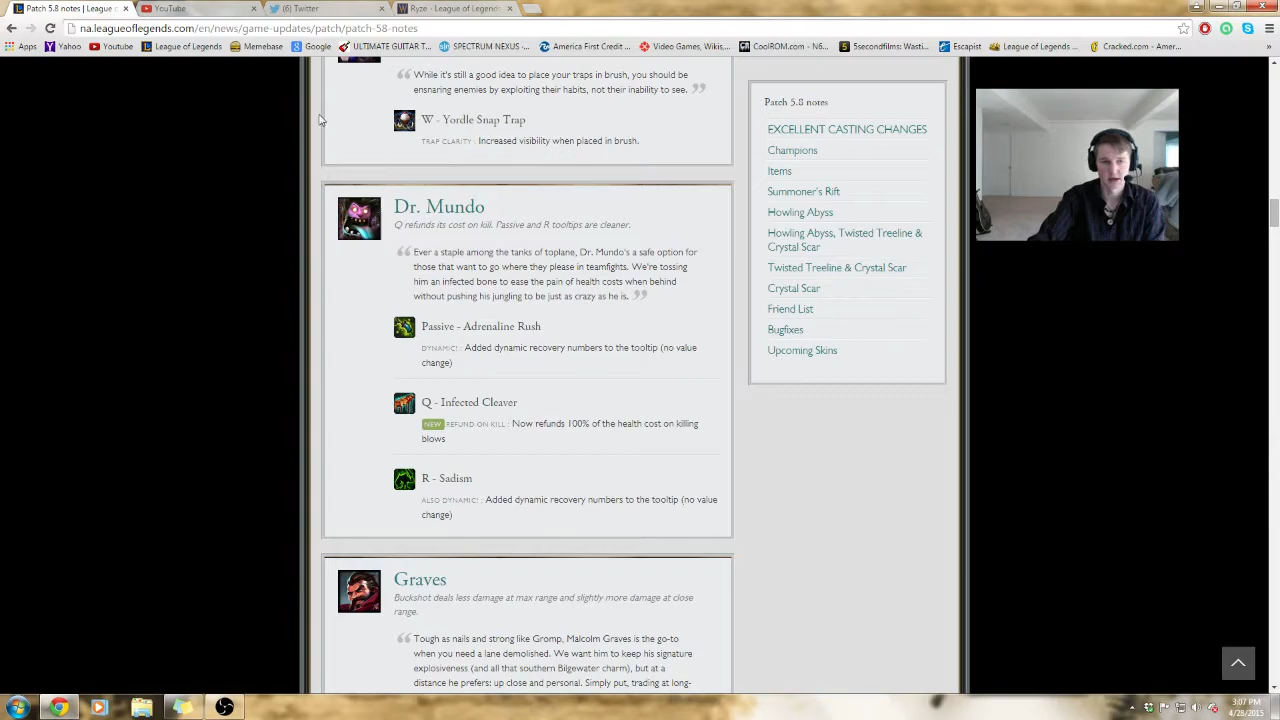 Patch 5.8 notes | League c
YouTube
(6) Twitter
Ryze - League of Legends
na.leagueoflegends.com/en/news/game-updates/patch/patch-58-notes
Apps
Yahoo
Youtube
League of Legends
Memebase
Google
ULTIMATE GUITAR T...
SPECTRUM NEXUS -...
America First Credit ...
Video Games, Wikis,...
CoolROM.com - N6...
5secondfilms: Wasti...
Escapist
League of Legends ...
Cracked.com - Amer...
»
“ While it's still a good idea to place your traps in brush, you should be
ensnaring enemies by exploiting their habits, not their inability to see. ”
W - Yordle Snap Trap
TRAP CLARITY : Increased visibility when placed in brush.
Dr. Mundo
Q refunds its cost on kill. Passive and R tooltips are cleaner.
“ Ever a staple among the tanks of toplane, Dr. Mundo's a safe option for
those that want to go where they please in teamfights. We're tossing
him an infected bone to ease the pain of health costs when behind
without pushing his jungling to be just as crazy as he is. ”
Passive - Adrenaline Rush
DYNAMIC! : Added dynamic recovery numbers to the tooltip (no value
change)
Q - Infected Cleaver
NEW REFUND ON KILL : Now refunds 100% of the health cost on killing
blows
R - Sadism
ALSO DYNAMIC! : Added dynamic recovery numbers to the tooltip (no value
change)
Graves
Buckshot deals less damage at max range and slightly more damage at close
range.
“ Tough as nails and strong like Gromp, Malcolm Graves is the go-to
when you need a lane demolished. We want him to keep his signature
explosiveness (and all that southern Bilgewater charm), but at a
distance he prefers: up close and personal. Simply put, trading at long-
Patch 5.8 notes
EXCELLENT CASTING CHANGES
Champions
Items
Summoner's Rift
Howling Abyss
Howling Abyss, Twisted Treeline &
Crystal Scar
Twisted Treeline & Crystal Scar
Crystal Scar
Friend List
Bugfixes
Upcoming Skins
3:07 PM
4/28/2015